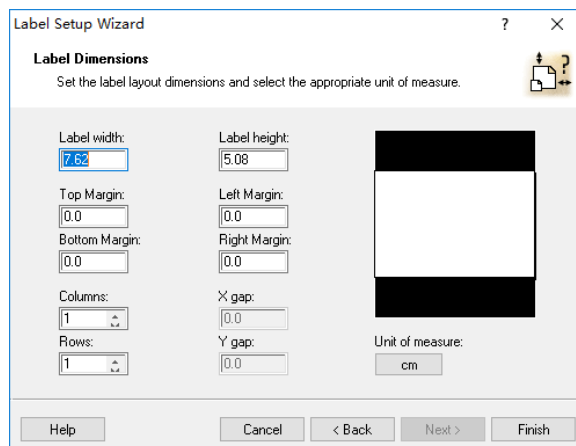 Label Setup Wizard ?
Label Dimensions
Set the label layout dimensions and select the appropriate unit of measure.
Label width: Label height:
7.62 5.08
Top Margin: Left Margin:
0.0 0.0
Bottom Margin: Right Margin:
0.0 0.0
Columns: X gap:
1 0.0
Rows: Y gap: Unit of measure:
1 0.0 cm
Help Cancel < Back Next > Finish